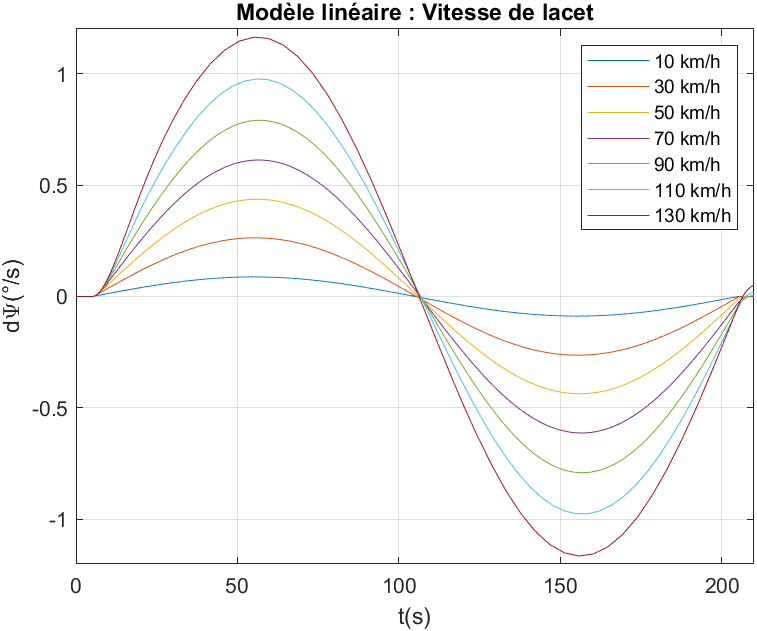 Modèle linéaire : Vitesse de lacet
10 km/h
30 km/h
50 km/h
70 km/h
90 km/h
110 km/h
130 km/h
1
0.5
0
-0.5
-1
dΨ(°/s)
0
50
100
150
200
t(s)